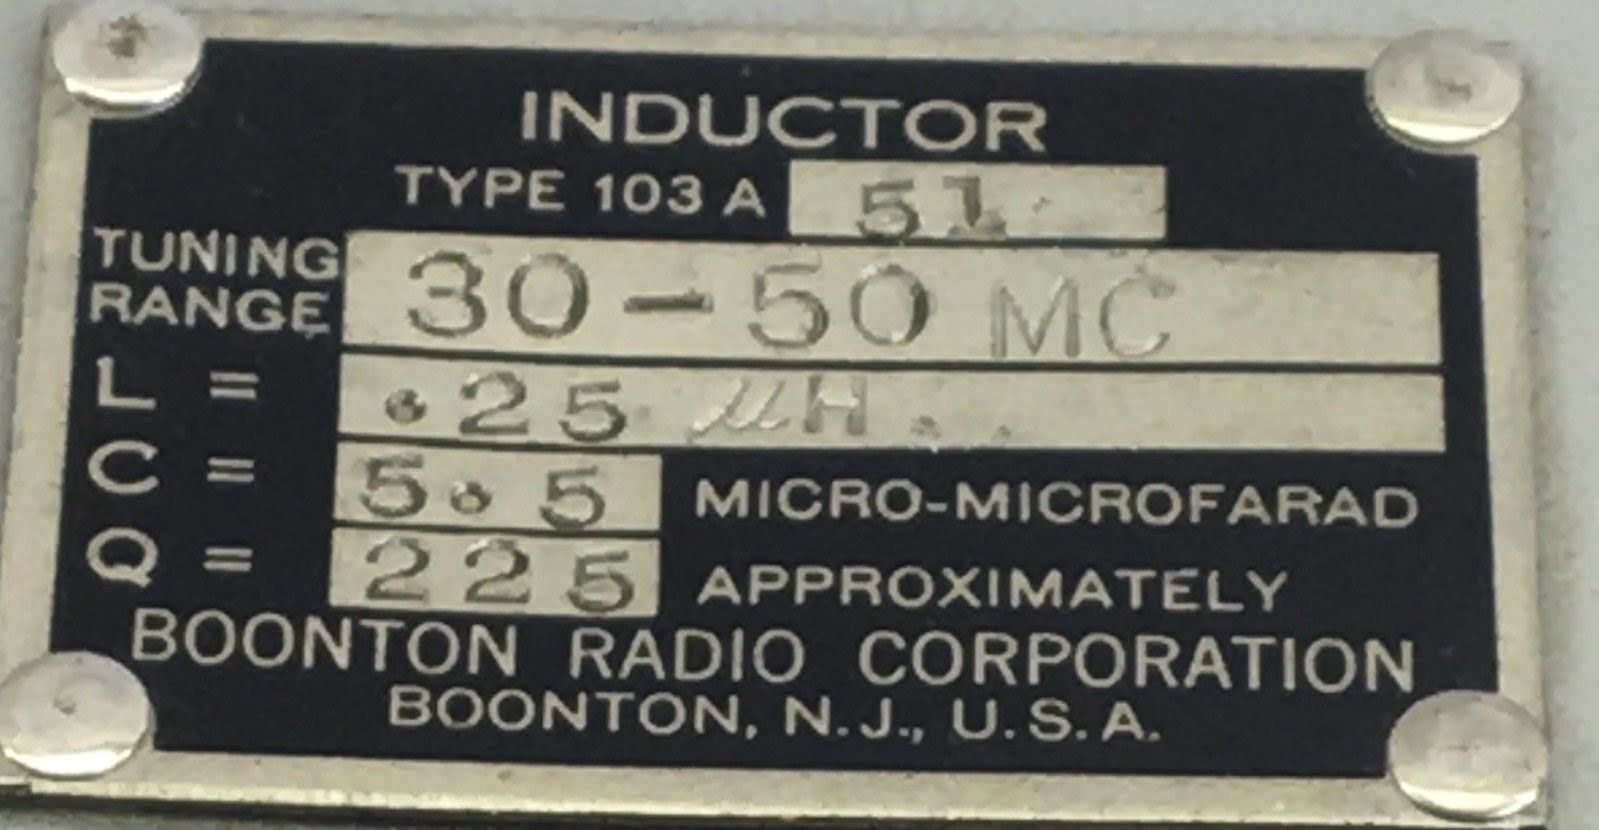 INDUCTOR
TYPE 103 A 51
TUNING RANGE 30-50 MC
L = .25 μH.
C = 5.5 MICRO-MICROFARAD
Q = 225 APPROXIMATELY
BOONTON RADIO CORPORATION
BOONTON, N.J., U.S.A.